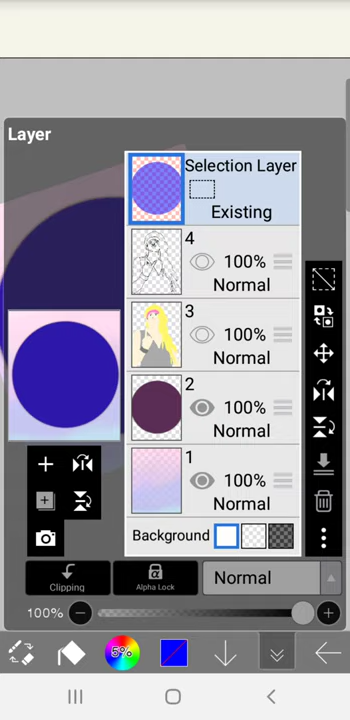 Layer
Selection Layer
Existing
4
100%
Normal
3
100%
Normal
2
100%
Normal
1
100%
Normal
Background
Clipping
Alpha Lock
Normal
100%
5%